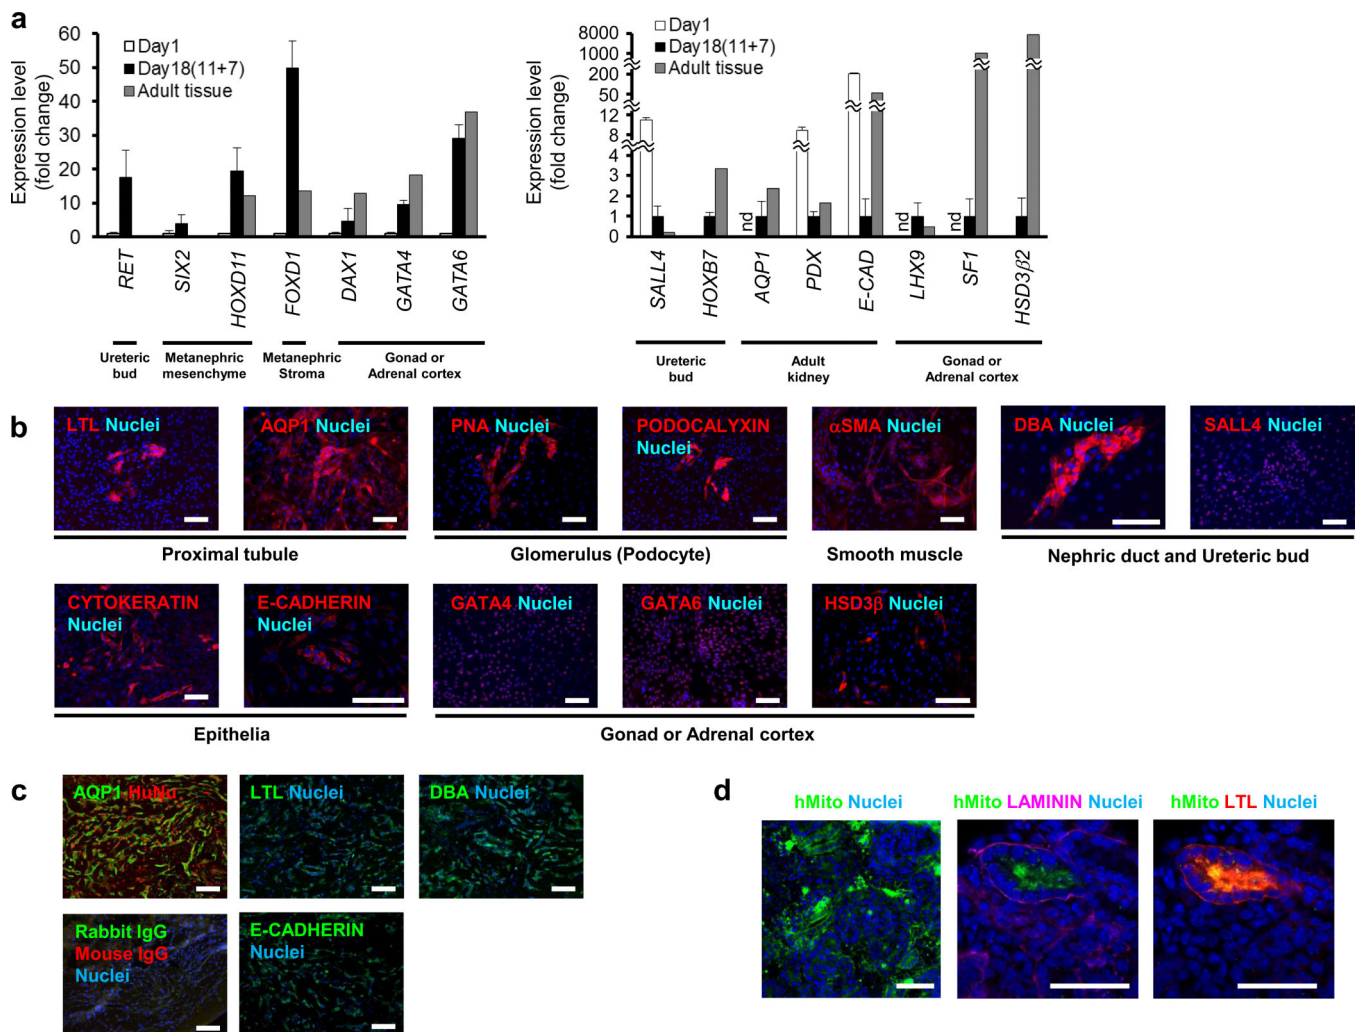 a
Expression level
(fold change)
60
50
40
30
20
10
0
Day1
Day18(11+7)
Adult tissue
RET
SIX2
HOXD11
FOXD1
DAX1
GATA4
GATA6
Ureteric
bud
Metanephric
mesenchyme
Metanephric
Stroma
Gonad or
Adrenal cortex
Expression level
(fold change)
8000
1000
200
50
12
8
4
3
2
1
0
Day1
Day18(11+7)
Adult tissue
nd
nd
nd
SALL4
HOXB7
AQP1
PDX
E-CAD
LHX9
SF1
HSD3β2
Ureteric
bud
Adult
kidney
Gonad or
Adrenal cortex
b
LTL Nuclei
AQP1 Nuclei
PNA Nuclei
PODOCALYXIN
Nuclei
αSMA Nuclei
DBA Nuclei
SALL4 Nuclei
Proximal tubule
Glomerulus (Podocyte)
Smooth muscle
Nephric duct and Ureteric bud
CYTOKERATIN
Nuclei
E-CADHERIN
Nuclei
GATA4 Nuclei
GATA6 Nuclei
HSD3β Nuclei
Epithelia
Gonad or Adrenal cortex
c
AQP1 HuNu
LTL Nuclei
DBA Nuclei
Rabbit IgG
Mouse IgG
Nuclei
E-CADHERIN
Nuclei
d
hMito Nuclei
hMito LAMININ Nuclei
hMito LTL Nuclei